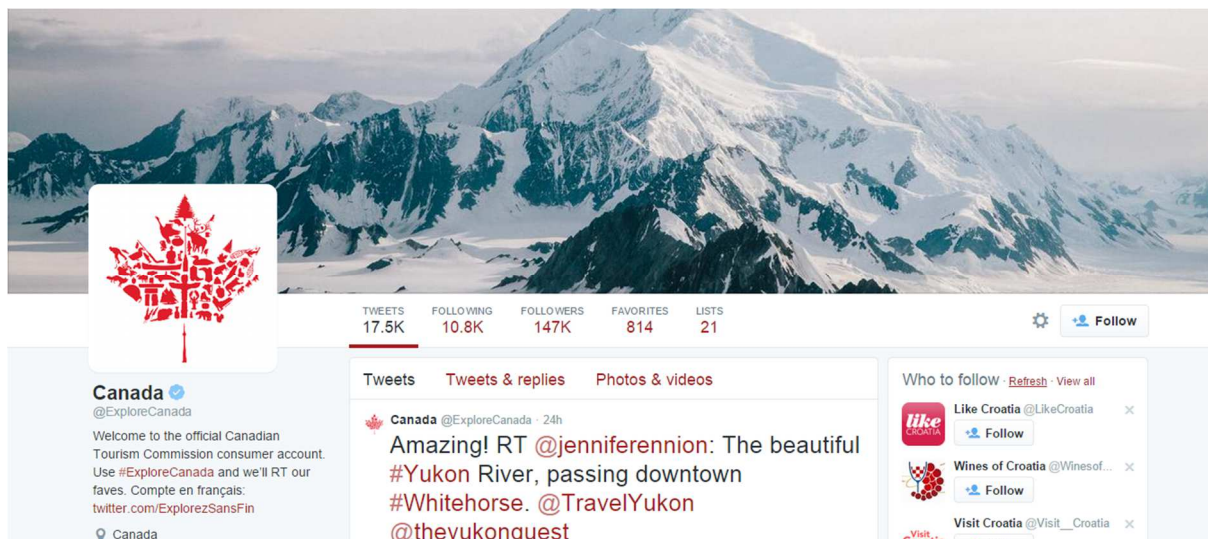 TWEETS FOLLOWING FOLLOWERS FAVORITES LISTS
17.5K 10.8K 147K 814 21
Follow
Canada
@ExploreCanada
Welcome to the official Canadian
Tourism Commission consumer account.
Use #ExploreCanada and we'll RT our
faves. Compte en français:
twitter.com/ExplorezSansFin
Canada
Tweets Tweets & replies Photos & videos
Canada @ExploreCanada · 24h
Amazing! RT @jenniferennion: The beautiful
#Yukon River, passing downtown
#Whitehorse. @TravelYukon
@theyukonquest
Who to follow · Refresh · View all
like
CROATIA
Like Croatia @LikeCroatia
Follow
Wines of Croatia @Winesof...
Follow
Visit
Visit Croatia @Visit__Croatia